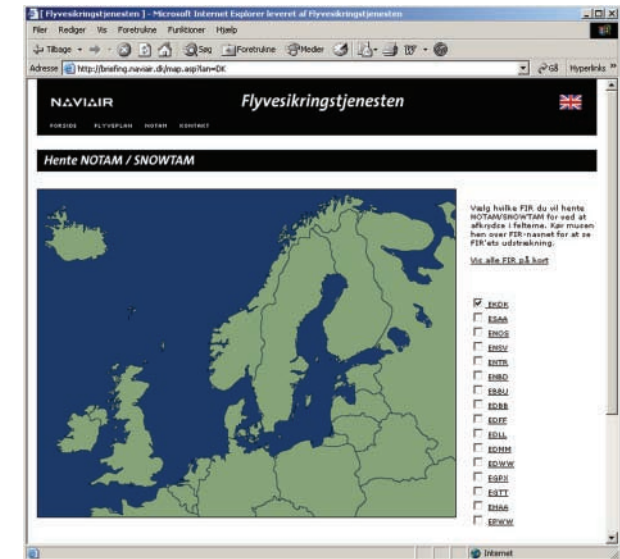 [ Flyvesikringstjenesten ] - Microsoft Internet Explorer leveret af Flyvesikringstjenesten
Filer Rediger Vis Foretrukne Funktioner Hjælp
Tilbage Søg Foretrukne Medier
Adresse http://briefing.naviair.dk/map.asp?lan=DK Gå Hyperlinks »
NAVIAIR Flyvesikringstjenesten
FORSIDE FLYVEPLAN NOTAM KONTAKT
Hente NOTAM / SNOWTAM
Vælg hvilke FIR du vil hente
NOTAM/SNOWTAM for ved at
afkrydse i felterne. Kør musen
hen over FIR-navnet for at se
FIR'ets udstrækning.
Vis alle FIR på kort
EKDK
ESAA
ENOS
ENSV
ENTR
ENBD
EBBU
EDBB
EDFF
EDLL
EDMM
EDWW
EGPX
EGTT
EHAA
EPWW
Internet